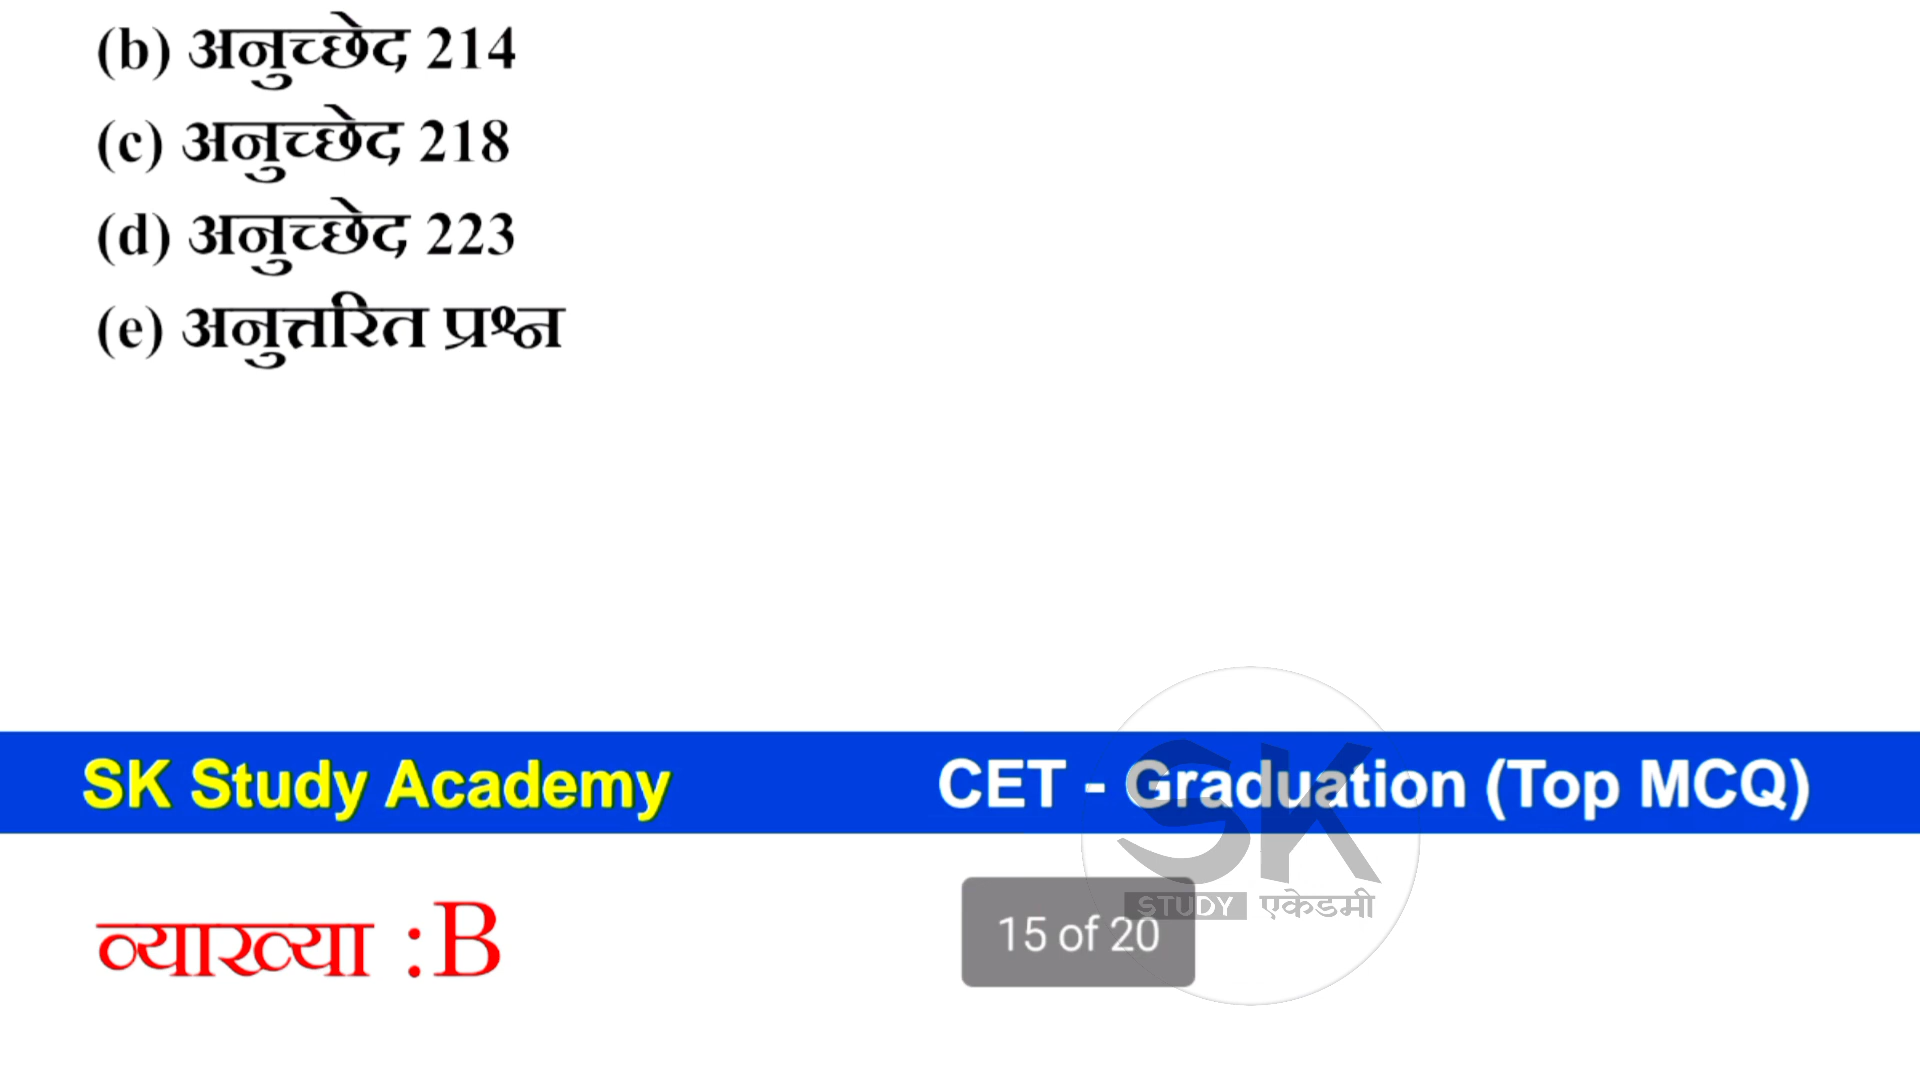 (b) अनुच्छेद 214
(c) अनुच्छेद 218
(d) अनुच्छेद 223
(e) अनुत्तरित प्रश्न
SK Study Academy
CET - Graduation (Top MCQ)
SK
STUDY एकेडमी
व्याख्या :B
15 of 20